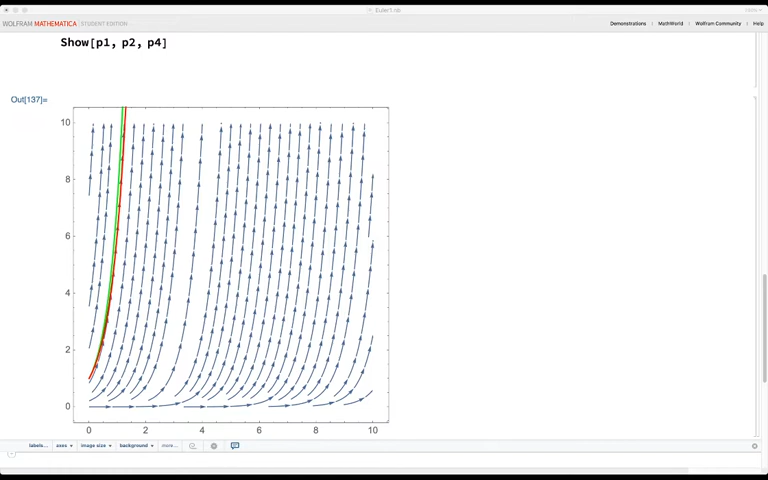 Euler1.nb
100%
WOLFRAM MATHEMATICA STUDENT EDITION
Demonstrations | MathWorld | Wolfram Community | Help
Show[p1, p2, p4]
Out[137]=
10
8
6
4
2
0
0 2 4 6 8 10
labels... axes image size background more...